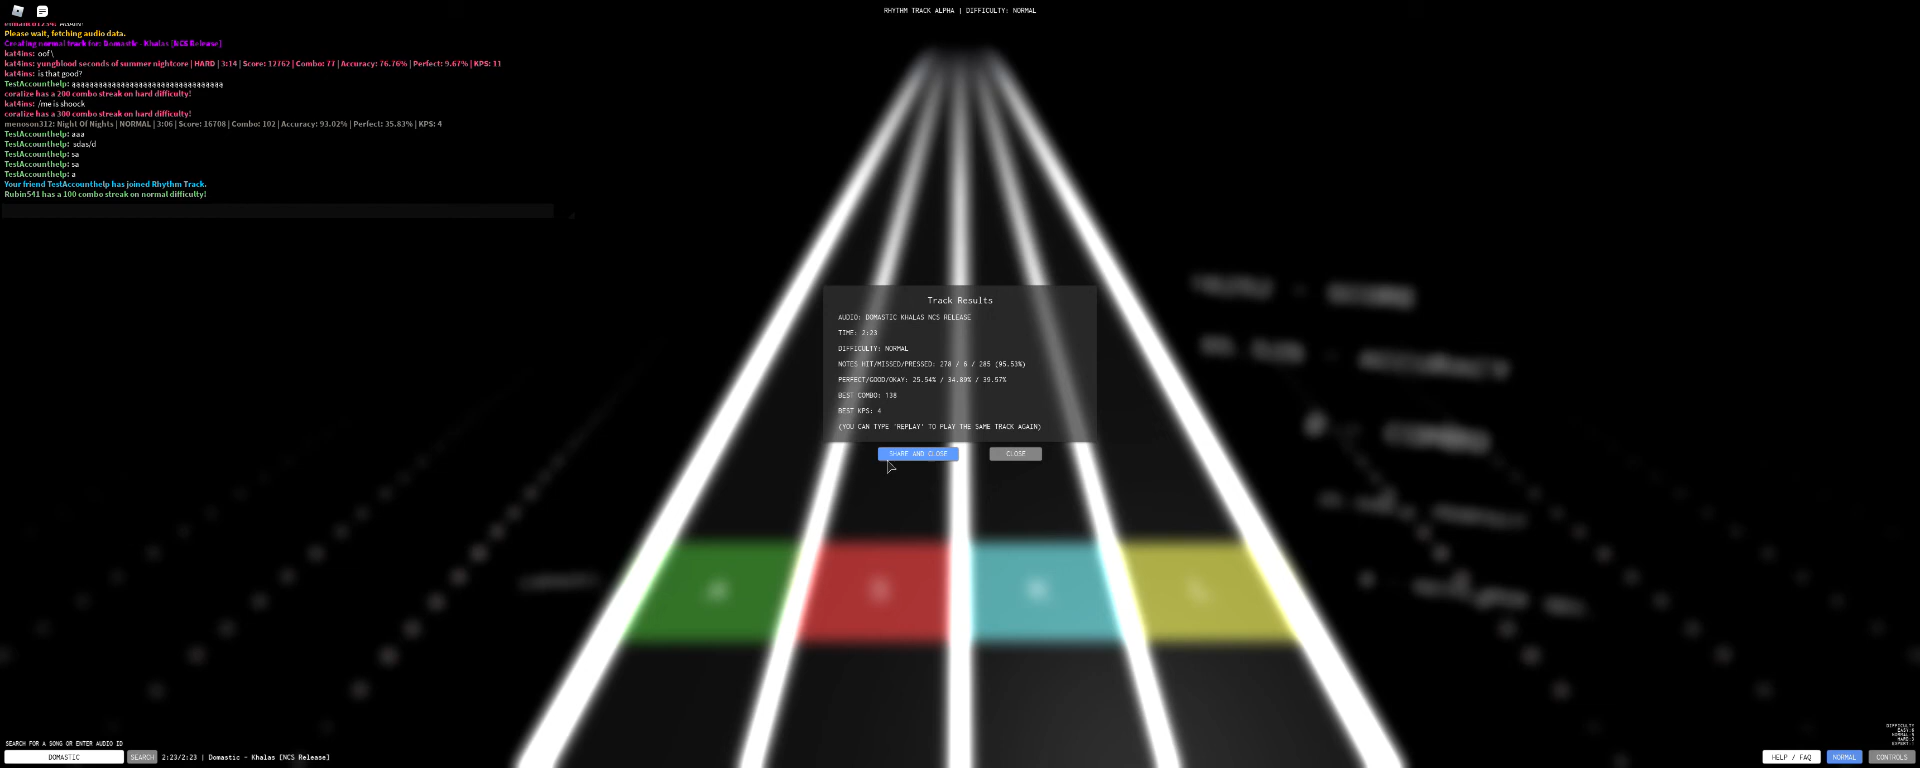 RHYTHM TRACK ALPHA | DIFFICULTY: NORMAL
Please wait, fetching audio data.
Creating normal track for: Domastic - Khalas [NCS Release]
kat4ins: oof\
kat4ins: yungblood seconds of summer nightcore | HARD | 3:14 | Score: 12762 | Combo: 77 | Accuracy: 76.76% | Perfect: 9.67% | KPS: 11
kat4ins: is that good?
TestAccounthelp:
coralize has a 200 combo streak on hard difficulty!
kat4ins: /me is shoock
coralize has a 300 combo streak on hard difficulty!
menoson312: Night Of Nights | NORMAL | 3:06 | Score: 16708 | Combo: 102 | Accuracy: 93.02% | Perfect: 35.83% | KPS: 4
TestAccounthelp: aaa
TestAccounthelp: sdas/d
TestAccounthelp: sa
TestAccounthelp: sa
TestAccounthelp: a
Your friend TestAccounthelp has joined Rhythm Track.
Rubin541 has a 100 combo streak on normal difficulty!
Track Results
AUDIO: DOMASTIC KHALAS NCS RELEASE
TIME: 2:23
DIFFICULTY: NORMAL
NOTES HIT/MISSED/PRESSED: 278 / 6 / 285 (95.53%)
PERFECT/GOOD/OKAY: 25.54% / 34.89% / 39.57%
BEST COMBO: 138
BEST KPS: 4
(YOU CAN TYPE 'REPLAY' TO PLAY THE SAME TRACK AGAIN)
SHARE AND CLOSE
CLOSE
SEARCH FOR A SONG OR ENTER AUDIO ID
DOMASTIC
SEARCH
2:23/2:23 | Domastic - Khalas [NCS Release]
DIFFICULTY
HELP / FAQ
NORMAL
CONTROLS